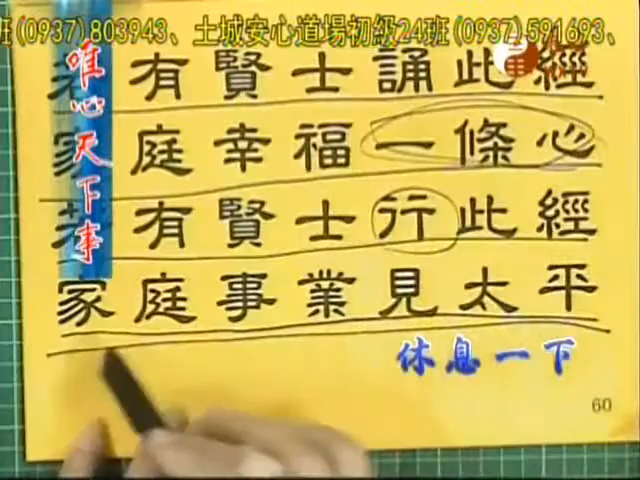 班(0937)803943、土城安心道場初級24班(0937)591693、
唯心天下事
若有賢士誦此經
家庭幸福一條心
若有賢士行此經
家庭事業見太平
休息一下
60